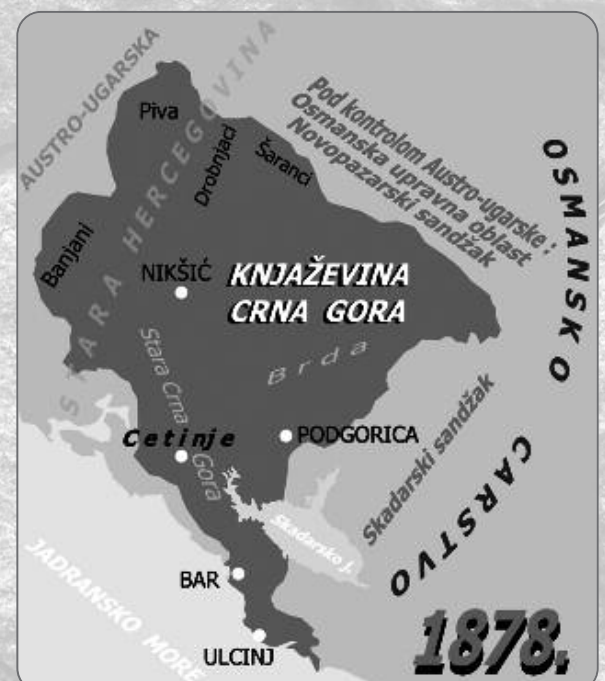 AUSTRO-UGARSKA
STARA HERCEGOVINA
Piva
Drobnjaci
Šaranci
Banjani
Pod kontrolom Austro-ugarske :
Osmanska upravna oblast
Novopazarski sandžak
OSMANSKO
CARSTVO
NIKŠIĆ
KNJAŽEVINA
CRNA GORA
Brda
Stara Crna
Gora
Cetinje
PODGORICA
Skadarski sandžak
Skadarsko j.
BAR
JADRANSKO MORE
ULCINJ
1878.